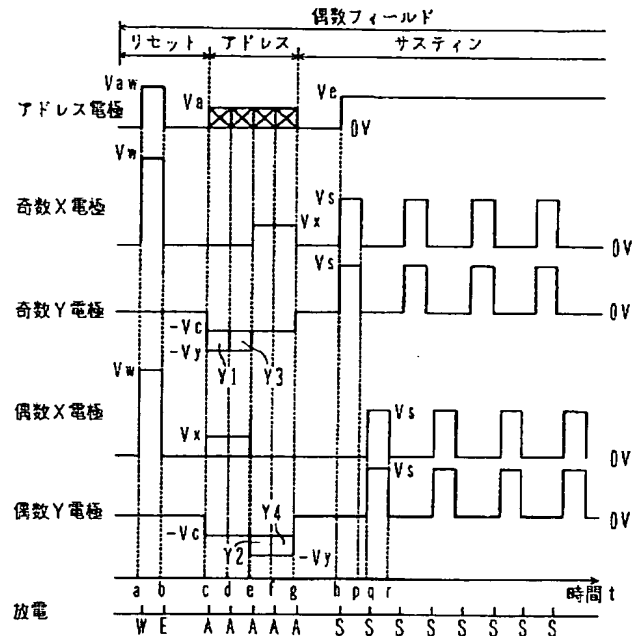 偶数フィールド
リセット アドレス サスティン
Vaw
アドレス電極
Va
Ve
0V
Vw
奇数X電極
Vx
Vs
0V
奇数Y電極
Vs
0V
-Vc
-Vy
Y1 Y3
Vw
偶数X電極
Vx
Vs
0V
偶数Y電極
Vs
0V
-Vc
Y2 Y4
-Vy
a b c d e f g h p q r 時間 t
放電 W E A A A A A S S S S S S S S